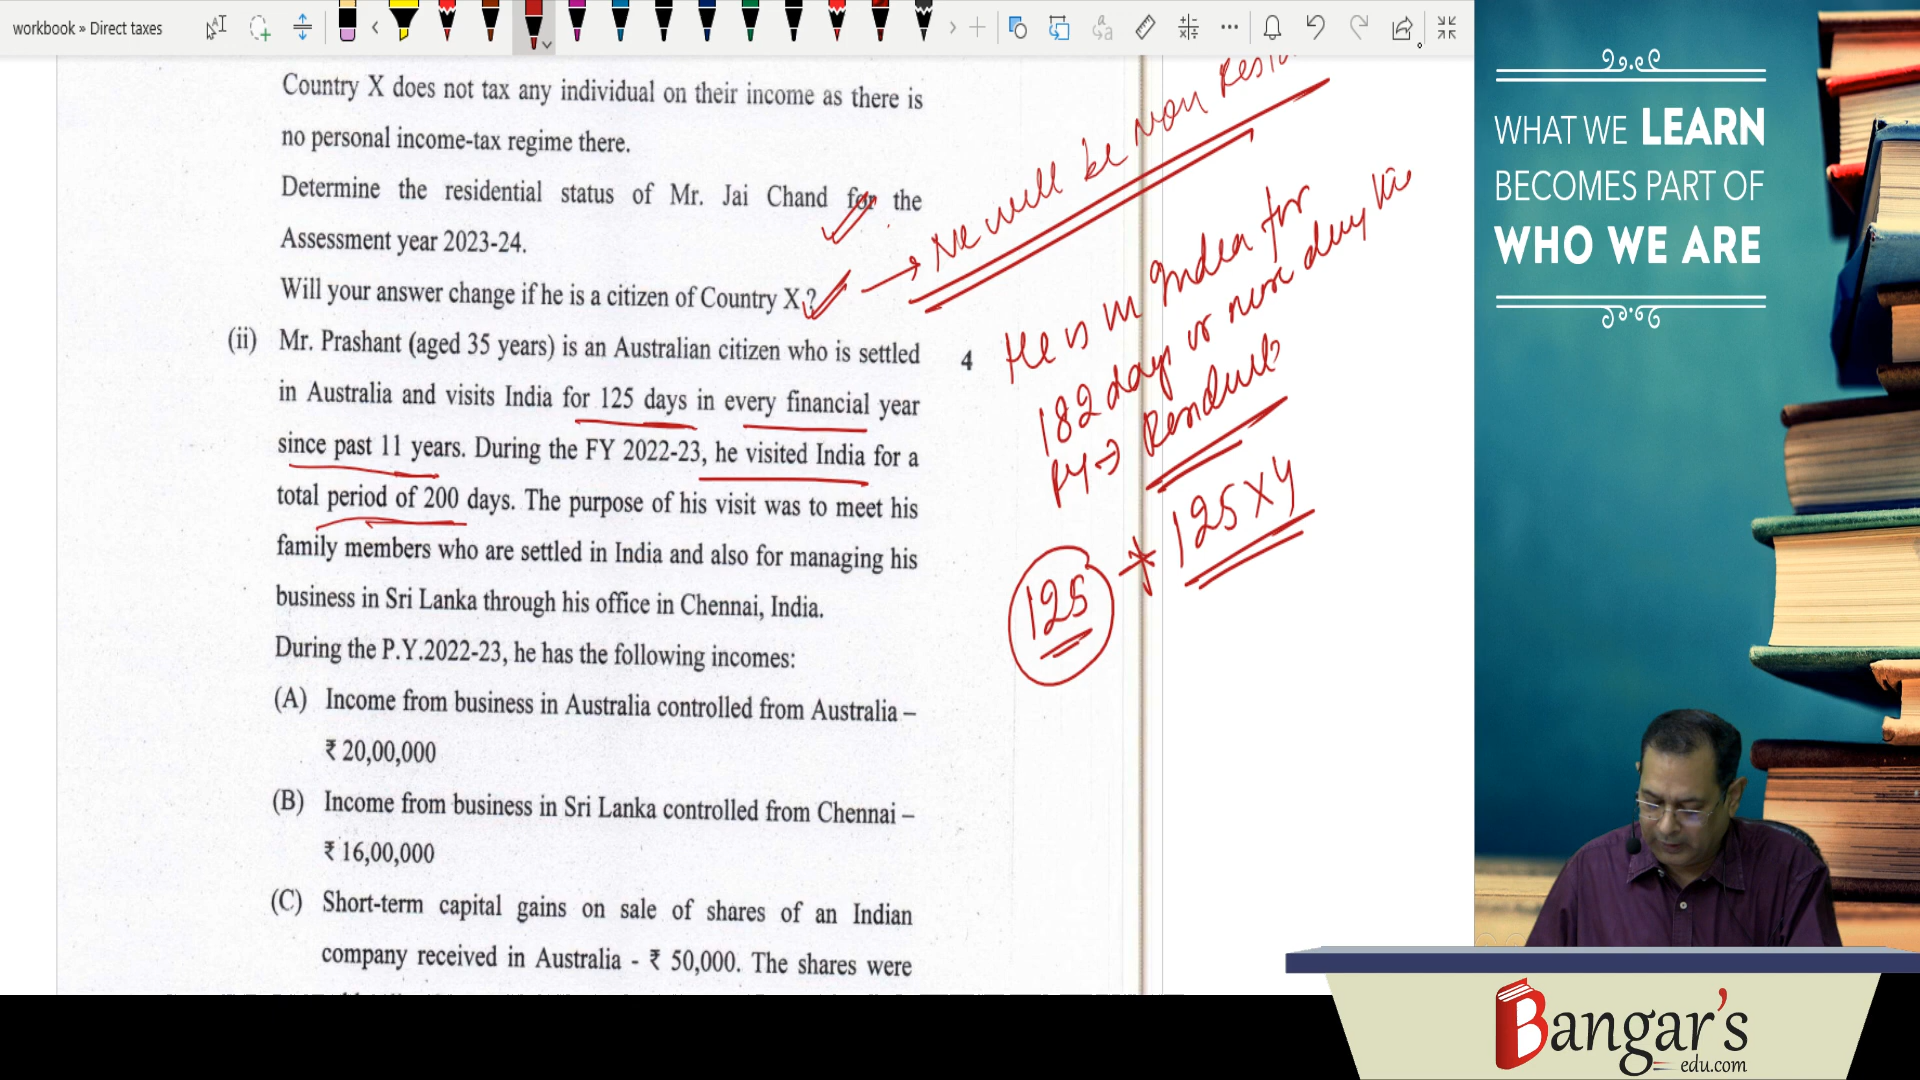 workbook » Direct taxes
Country X does not tax any individual on their income as there is
no personal income-tax regime there.
Determine the residential status of Mr. Jai Chand for the
Assessment year 2023-24.
Will your answer change if he is a citizen of Country X ?
(ii) Mr. Prashant (aged 35 years) is an Australian citizen who is settled 4
in Australia and visits India for 125 days in every financial year
since past 11 years. During the FY 2022-23, he visited India for a
total period of 200 days. The purpose of his visit was to meet his
family members who are settled in India and also for managing his
business in Sri Lanka through his office in Chennai, India.
During the P.Y.2022-23, he has the following incomes:
(A) Income from business in Australia controlled from Australia –
₹ 20,00,000
(B) Income from business in Sri Lanka controlled from Chennai –
₹ 16,00,000
(C) Short-term capital gains on sale of shares of an Indian
company received in Australia - ₹ 50,000. The shares were
→ He will be Non
He is in India for
182 days or more
PY →
125 × 4
125
WHAT WE LEARN
BECOMES PART OF
WHO WE ARE
Bangar's
edu.com